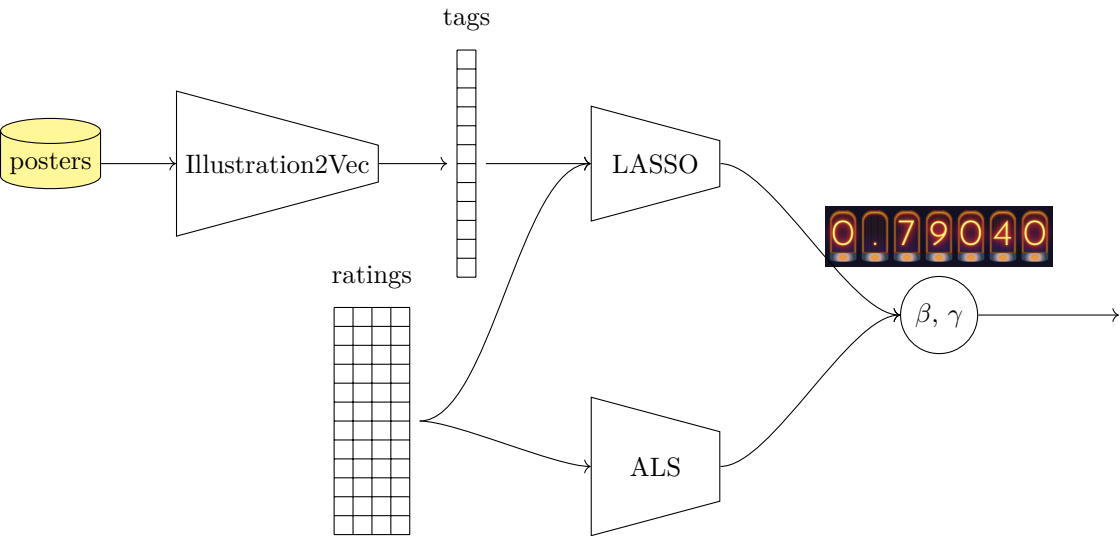 tags
posters
Illustration2Vec
LASSO
0.79040
ratings
β, γ
ALS